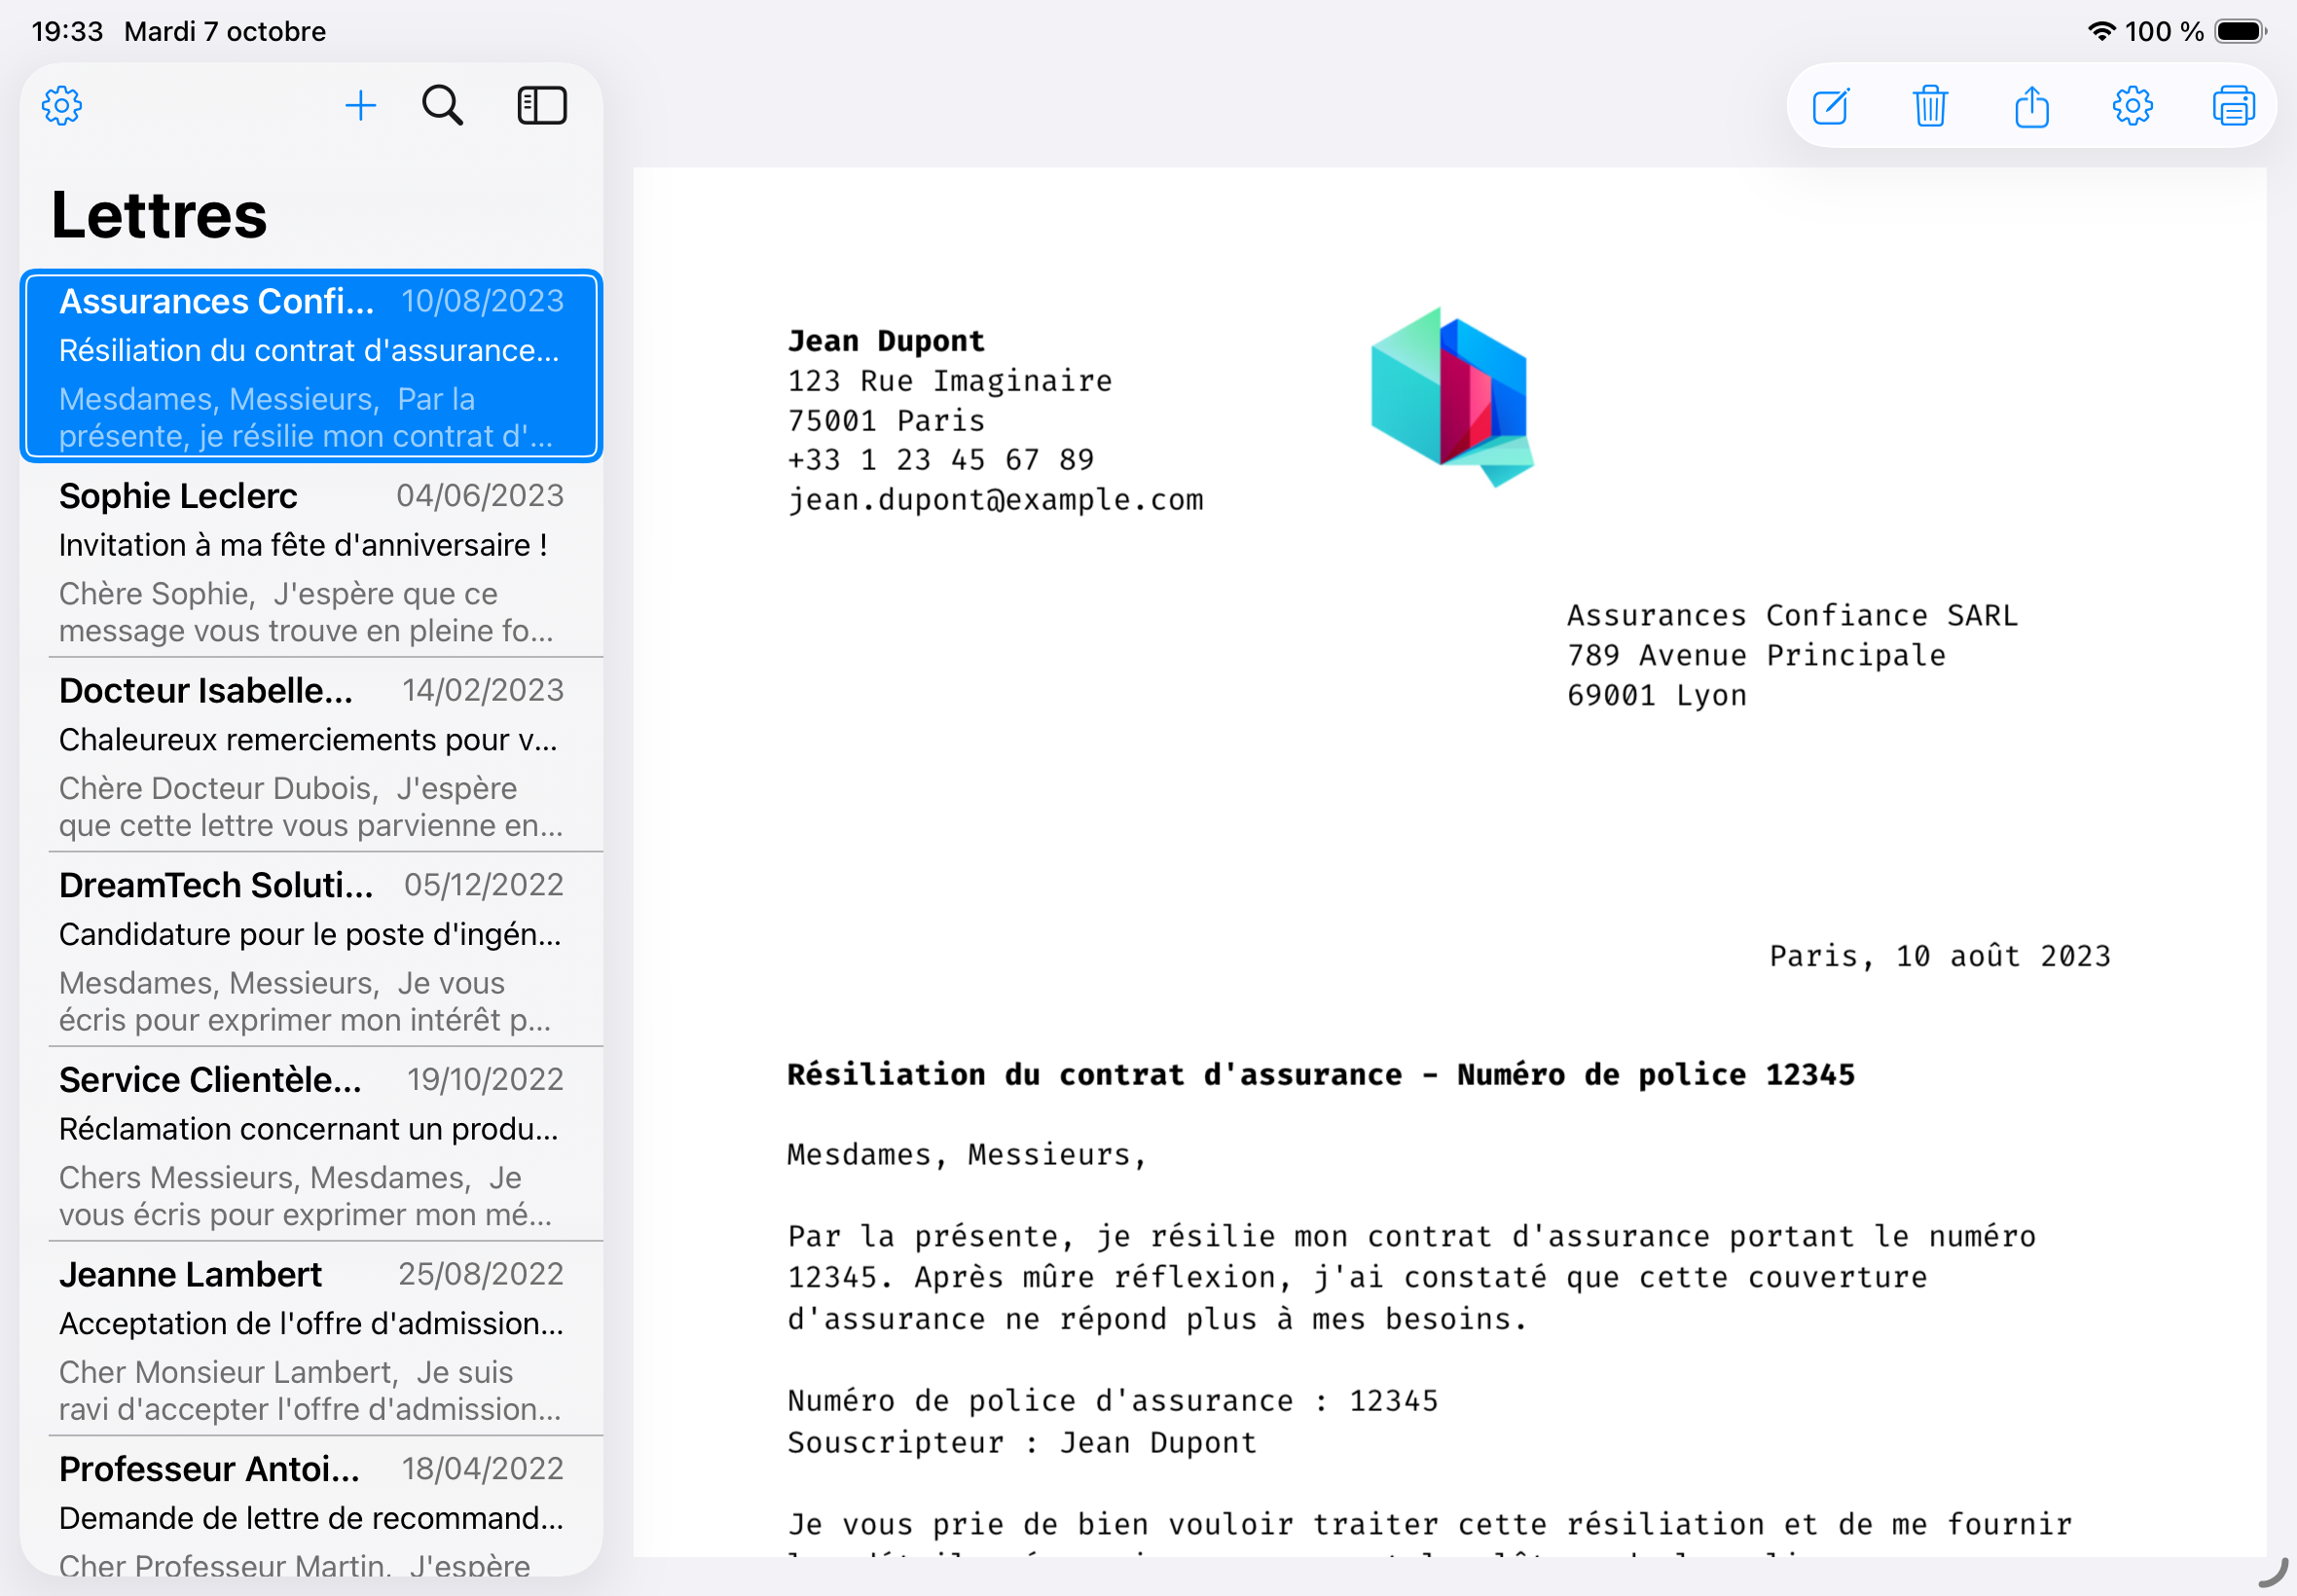 19:33 Mardi 7 octobre
100 %
Lettres
Assurances Confi... 10/08/2023
Résiliation du contrat d'assurance...
Mesdames, Messieurs,  Par la
présente, je résilie mon contrat d'...
Sophie Leclerc 04/06/2023
Invitation à ma fête d'anniversaire !
Chère Sophie,  J'espère que ce
message vous trouve en pleine fo...
Docteur Isabelle... 14/02/2023
Chaleureux remerciements pour v...
Chère Docteur Dubois,  J'espère
que cette lettre vous parvienne en...
DreamTech Soluti... 05/12/2022
Candidature pour le poste d'ingén...
Mesdames, Messieurs,  Je vous
écris pour exprimer mon intérêt p...
Service Clientèle... 19/10/2022
Réclamation concernant un produ...
Chers Messieurs, Mesdames,  Je
vous écris pour exprimer mon mé...
Jeanne Lambert 25/08/2022
Acceptation de l'offre d'admission...
Cher Monsieur Lambert,  Je suis
ravi d'accepter l'offre d'admission...
Professeur Antoi... 18/04/2022
Demande de lettre de recommand...
Cher Professeur Martin,  J'espère
Jean Dupont
123 Rue Imaginaire
75001 Paris
+33 1 23 45 67 89
jean.dupont@example.com
Assurances Confiance SARL
789 Avenue Principale
69001 Lyon
Paris, 10 août 2023
Résiliation du contrat d'assurance – Numéro de police 12345
Mesdames, Messieurs,
Par la présente, je résilie mon contrat d'assurance portant le numéro
12345. Après mûre réflexion, j'ai constaté que cette couverture
d'assurance ne répond plus à mes besoins.
Numéro de police d'assurance : 12345
Souscripteur : Jean Dupont
Je vous prie de bien vouloir traiter cette résiliation et de me fournir